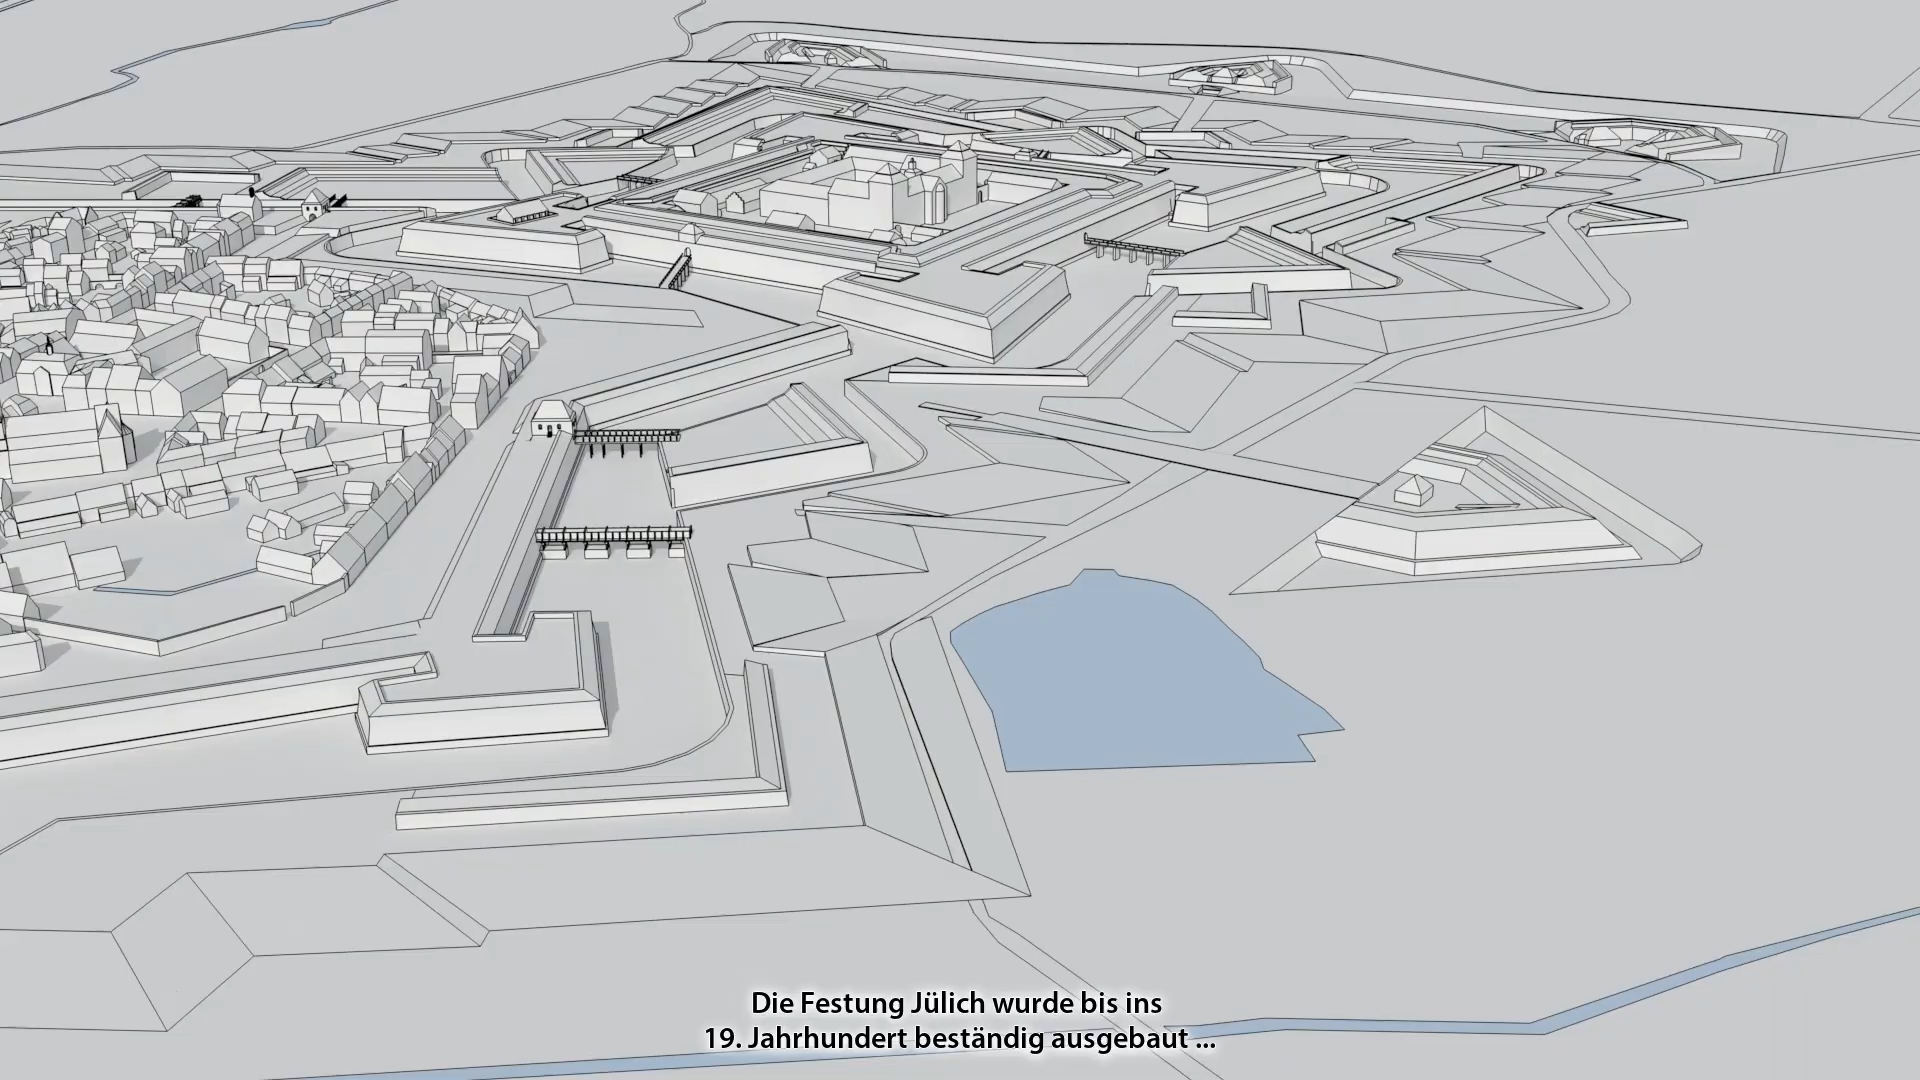 Die Festung Jülich wurde bis ins
19. Jahrhundert beständig ausgebaut ...